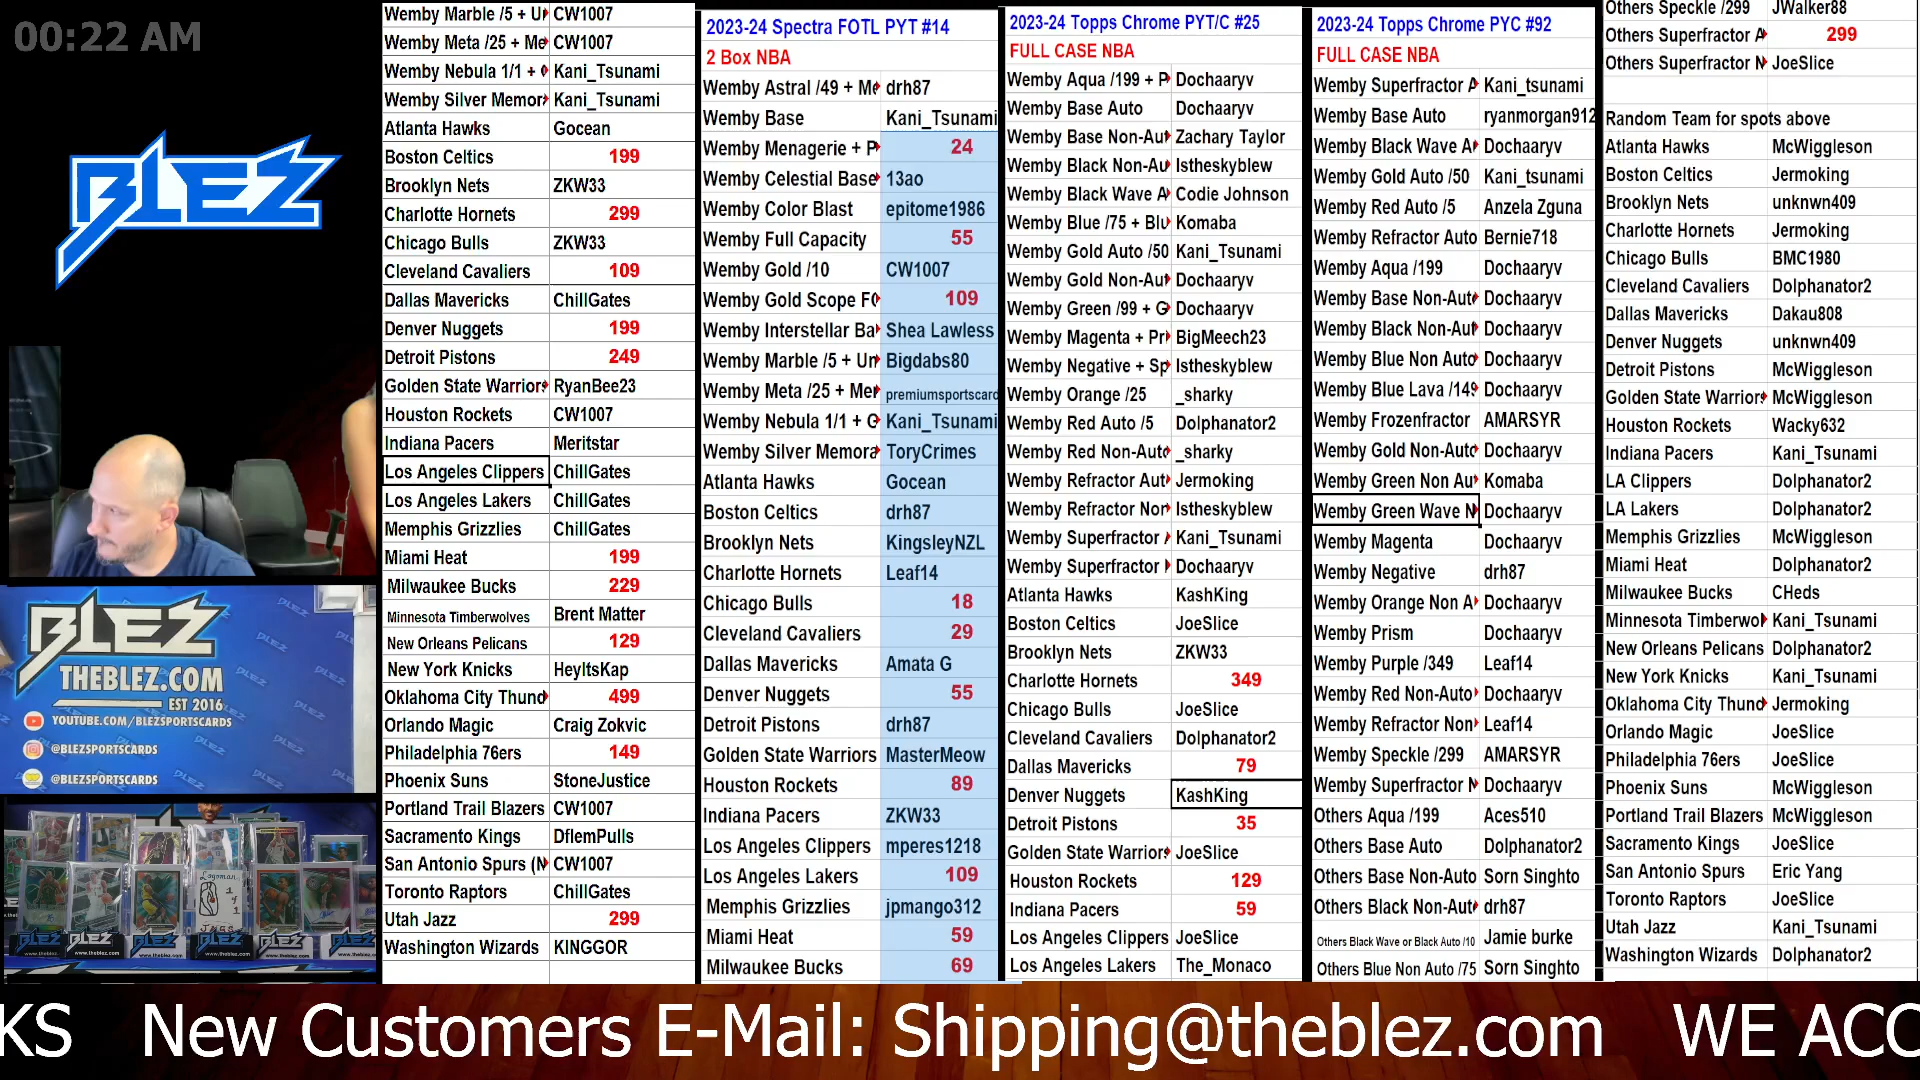 00:22 AM
BLEZ
BLEZ
THEBLEZ.COM
EST 2016
YOUTUBE.COM/BLEZSPORTSCARDS
@BLEZSPORTSCARDS
@BLEZSPORTSCARDS
Wemby Marble /5 + Ur CW1007
Wemby Meta /25 + Me CW1007
Wemby Nebula 1/1 + Kani_Tsunami
Wemby Silver Memor Kani_Tsunami
Atlanta Hawks Gocean
Boston Celtics 199
Brooklyn Nets ZKW33
Charlotte Hornets 299
Chicago Bulls ZKW33
Cleveland Cavaliers 109
Dallas Mavericks ChillGates
Denver Nuggets 199
Detroit Pistons 249
Golden State Warrior RyanBee23
Houston Rockets CW1007
Indiana Pacers Meritstar
Los Angeles Clippers ChillGates
Los Angeles Lakers ChillGates
Memphis Grizzlies ChillGates
Miami Heat 199
Milwaukee Bucks 229
Minnesota Timberwolves Brent Matter
New Orleans Pelicans 129
New York Knicks HeyItsKap
Oklahoma City Thund 499
Orlando Magic Craig Zokvic
Philadelphia 76ers 149
Phoenix Suns StoneJustice
Portland Trail Blazers CW1007
Sacramento Kings DflemPulls
San Antonio Spurs (N CW1007
Toronto Raptors ChillGates
Utah Jazz 299
Washington Wizards KINGGOR
2023-24 Spectra FOTL PYT #14
2 Box NBA
Wemby Astral /49 + Me drh87
Wemby Base Kani_Tsunami
Wemby Menagerie + P 24
Wemby Celestial Base 13ao
Wemby Color Blast epitome1986
Wemby Full Capacity 55
Wemby Gold /10 CW1007
Wemby Gold Scope FO 109
Wemby Interstellar Ba Shea Lawless
Wemby Marble /5 + Ur Bigdabs80
Wemby Meta /25 + Mer premiumsportscard
Wemby Nebula 1/1 + G Kani_Tsunami
Wemby Silver Memora ToryCrimes
Atlanta Hawks Gocean
Boston Celtics drh87
Brooklyn Nets KingsleyNZL
Charlotte Hornets Leaf14
Chicago Bulls 18
Cleveland Cavaliers 29
Dallas Mavericks Amata G
Denver Nuggets 55
Detroit Pistons drh87
Golden State Warriors MasterMeow
Houston Rockets 89
Indiana Pacers ZKW33
Los Angeles Clippers mperes1218
Los Angeles Lakers 109
Memphis Grizzlies jpmango312
Miami Heat 59
Milwaukee Bucks 69
2023-24 Topps Chrome PYT/C #25
FULL CASE NBA
Wemby Aqua /199 + P Dochaaryv
Wemby Base Auto Dochaaryv
Wemby Base Non-Aut Zachary Taylor
Wemby Black Non-Au Istheskyblew
Wemby Black Wave A Codie Johnson
Wemby Blue /75 + Blu Komaba
Wemby Gold Auto /50 Kani_Tsunami
Wemby Gold Non-Au Dochaaryv
Wemby Green /99 + G Dochaaryv
Wemby Magenta + Pri BigMeech23
Wemby Negative + Sp Istheskyblew
Wemby Orange /25 _sharky
Wemby Red Auto /5 Dolphanator2
Wemby Red Non-Auto _sharky
Wemby Refractor Aut Jermoking
Wemby Refractor Nor Istheskyblew
Wemby Superfractor A Kani_Tsunami
Wemby Superfractor Dochaaryv
Atlanta Hawks KashKing
Boston Celtics JoeSlice
Brooklyn Nets ZKW33
Charlotte Hornets 349
Chicago Bulls JoeSlice
Cleveland Cavaliers Dolphanator2
Dallas Mavericks 79
Denver Nuggets KashKing
Detroit Pistons 35
Golden State Warrior JoeSlice
Houston Rockets 129
Indiana Pacers 59
Los Angeles Clippers JoeSlice
Los Angeles Lakers The_Monaco
2023-24 Topps Chrome PYC #92
FULL CASE NBA
Wemby Superfractor A Kani_tsunami
Wemby Base Auto ryanmorgan912
Wemby Black Wave A Dochaaryv
Wemby Gold Auto /50 Kani_tsunami
Wemby Red Auto /5 Anzela Zguna
Wemby Refractor Auto Bernie718
Wemby Aqua /199 Dochaaryv
Wemby Base Non-Aut Dochaaryv
Wemby Black Non-Aut Dochaaryv
Wemby Blue Non Auto Dochaaryv
Wemby Blue Lava /149 Dochaaryv
Wemby Frozenfractor AMARSYR
Wemby Gold Non-Auto Dochaaryv
Wemby Green Non Au Komaba
Wemby Green Wave N Dochaaryv
Wemby Magenta Dochaaryv
Wemby Negative drh87
Wemby Orange Non A Dochaaryv
Wemby Prism Dochaaryv
Wemby Purple /349 Leaf14
Wemby Red Non-Auto Dochaaryv
Wemby Refractor Non Leaf14
Wemby Speckle /299 AMARSYR
Wemby Superfractor N Dochaaryv
Others Aqua /199 Aces510
Others Base Auto Dolphanator2
Others Base Non-Auto Sorn Singhto
Others Black Non-Aut drh87
Others Black Wave or Black Auto /10 Jamie burke
Others Blue Non Auto /75 Sorn Singhto
Others Speckle /299 JWalker88
Others Superfractor A 299
Others Superfractor N JoeSlice
Random Team for spots above
Atlanta Hawks McWiggleson
Boston Celtics Jermoking
Brooklyn Nets unknwn409
Charlotte Hornets Jermoking
Chicago Bulls BMC1980
Cleveland Cavaliers Dolphanator2
Dallas Mavericks Dakau808
Denver Nuggets unknwn409
Detroit Pistons McWiggleson
Golden State Warriors McWiggleson
Houston Rockets Wacky632
Indiana Pacers Kani_Tsunami
LA Clippers Dolphanator2
LA Lakers Dolphanator2
Memphis Grizzlies McWiggleson
Miami Heat Dolphanator2
Milwaukee Bucks CHeds
Minnesota Timberwol Kani_Tsunami
New Orleans Pelicans Dolphanator2
New York Knicks Kani_Tsunami
Oklahoma City Thund Jermoking
Orlando Magic JoeSlice
Philadelphia 76ers JoeSlice
Phoenix Suns McWiggleson
Portland Trail Blazers McWiggleson
Sacramento Kings JoeSlice
San Antonio Spurs Eric Yang
Toronto Raptors JoeSlice
Utah Jazz Kani_Tsunami
Washington Wizards Dolphanator2
KS New Customers E-Mail: Shipping@theblez.com WE ACC